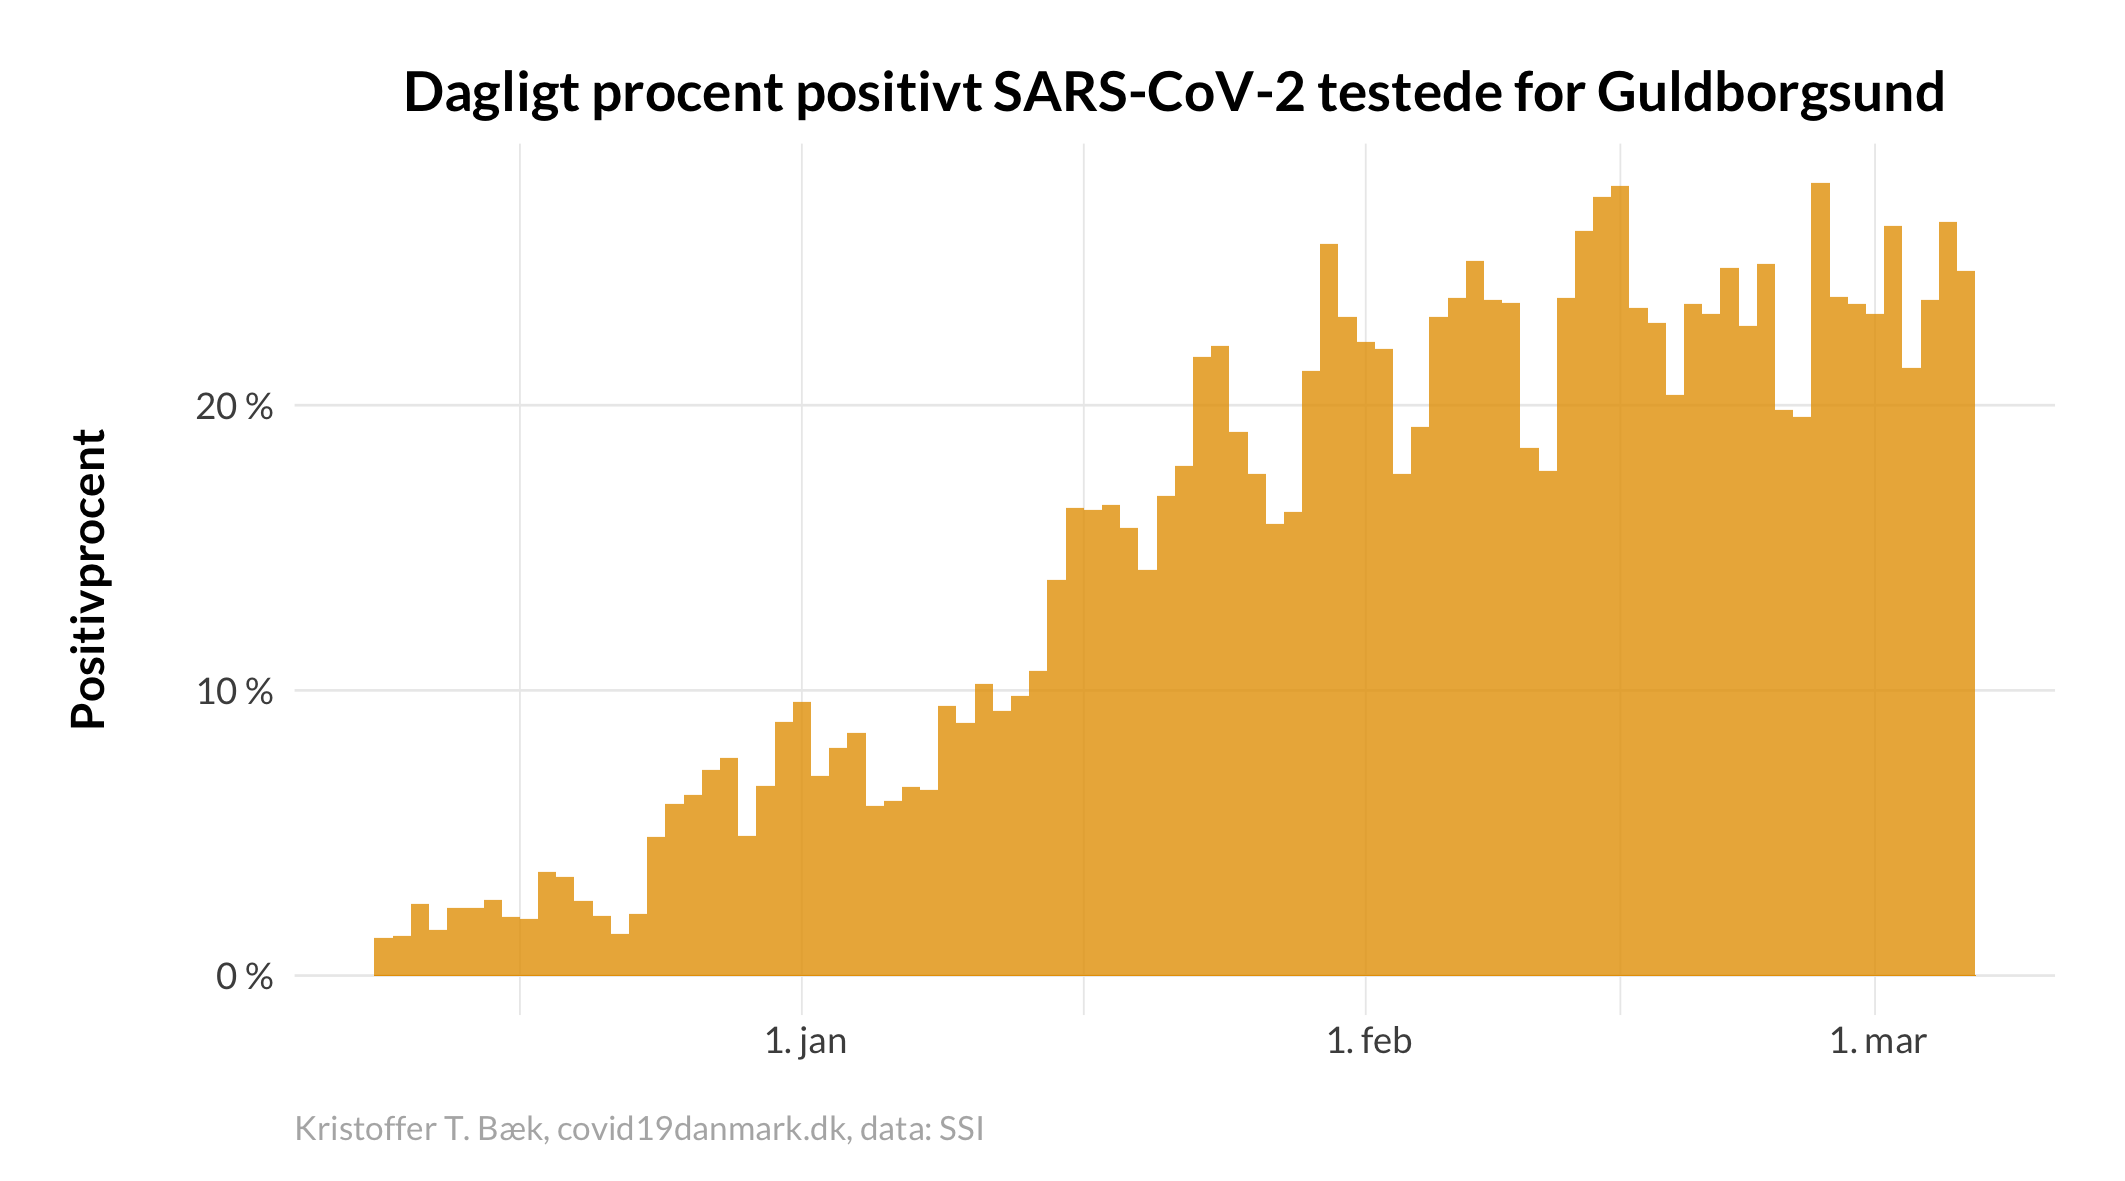 Dagligt procent positivt SARS-CoV-2 testede for Guldborgsund
Positivprocent
20 %
10 %
0 %
1. jan
1. feb
1. mar
Kristoffer T. Bæk, covid19danmark.dk, data: SSI